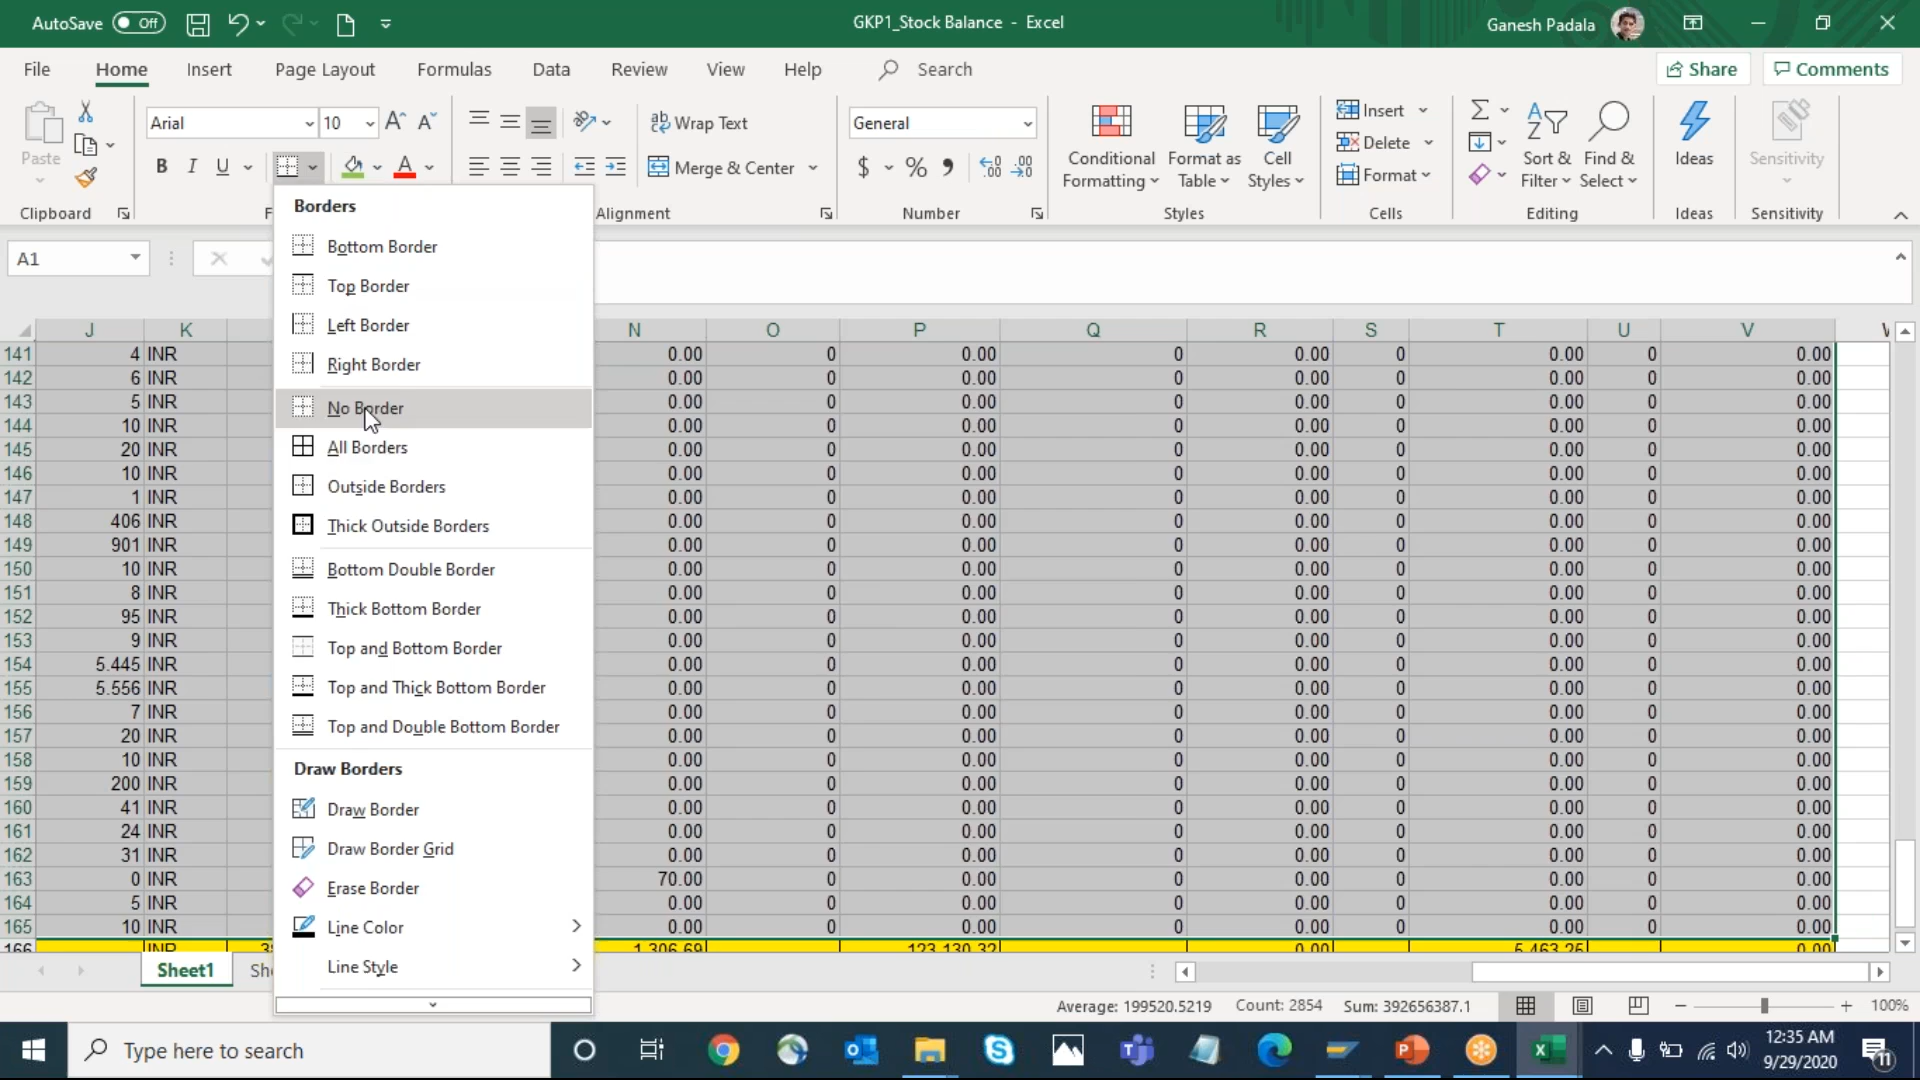 AutoSave Off GKP1_Stock Balance - Excel Ganesh Padala
File Home Insert Page Layout Formulas Data Review View Help Search Share Comments
Arial 10 Wrap Text General Insert
Paste B I U Merge & Center $ % Conditional Formatting Format as Table Cell Styles Delete Sort & Filter Find & Select Ideas Sensitivity
Format
Clipboard Alignment Number Styles Cells Editing Ideas Sensitivity
A1
Borders
Bottom Border
Top Border
Left Border
Right Border
No Border
All Borders
Outside Borders
Thick Outside Borders
Bottom Double Border
Thick Bottom Border
Top and Bottom Border
Top and Thick Bottom Border
Top and Double Bottom Border
Draw Borders
Draw Border
Draw Border Grid
Erase Border
Line Color
Line Style
J K N O P Q R S T U V
141 4 INR 0.00 0 0.00 0 0.00 0 0.00 0 0.00
142 6 INR 0.00 0 0.00 0 0.00 0 0.00 0 0.00
143 5 INR 0.00 0 0.00 0 0.00 0 0.00 0 0.00
144 10 INR 0.00 0 0.00 0 0.00 0 0.00 0 0.00
145 20 INR 0.00 0 0.00 0 0.00 0 0.00 0 0.00
146 10 INR 0.00 0 0.00 0 0.00 0 0.00 0 0.00
147 1 INR 0.00 0 0.00 0 0.00 0 0.00 0 0.00
148 406 INR 0.00 0 0.00 0 0.00 0 0.00 0 0.00
149 901 INR 0.00 0 0.00 0 0.00 0 0.00 0 0.00
150 10 INR 0.00 0 0.00 0 0.00 0 0.00 0 0.00
151 8 INR 0.00 0 0.00 0 0.00 0 0.00 0 0.00
152 95 INR 0.00 0 0.00 0 0.00 0 0.00 0 0.00
153 9 INR 0.00 0 0.00 0 0.00 0 0.00 0 0.00
154 5.445 INR 0.00 0 0.00 0 0.00 0 0.00 0 0.00
155 5.556 INR 0.00 0 0.00 0 0.00 0 0.00 0 0.00
156 7 INR 0.00 0 0.00 0 0.00 0 0.00 0 0.00
157 20 INR 0.00 0 0.00 0 0.00 0 0.00 0 0.00
158 10 INR 0.00 0 0.00 0 0.00 0 0.00 0 0.00
159 200 INR 0.00 0 0.00 0 0.00 0 0.00 0 0.00
160 41 INR 0.00 0 0.00 0 0.00 0 0.00 0 0.00
161 24 INR 0.00 0 0.00 0 0.00 0 0.00 0 0.00
162 31 INR 0.00 0 0.00 0 0.00 0 0.00 0 0.00
163 0 INR 70.00 0 0.00 0 0.00 0 0.00 0 0.00
164 5 INR 0.00 0 0.00 0 0.00 0 0.00 0 0.00
165 10 INR 0.00 0 0.00 0 0.00 0 0.00 0 0.00
166 INR 1,306.69 123,130.32 0.00 5,463.25 0.00
Sheet1
Average: 199520.5219 Count: 2854 Sum: 392656387.1 100%
Type here to search 12:35 AM
9/29/2020 11